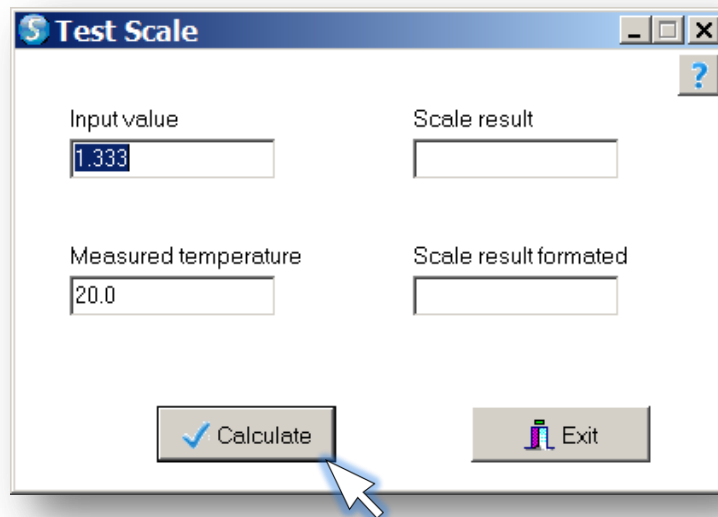 Test Scale
?
Input value
Scale result
1.333
Measured temperature
Scale result formated
20.0
Calculate
Exit